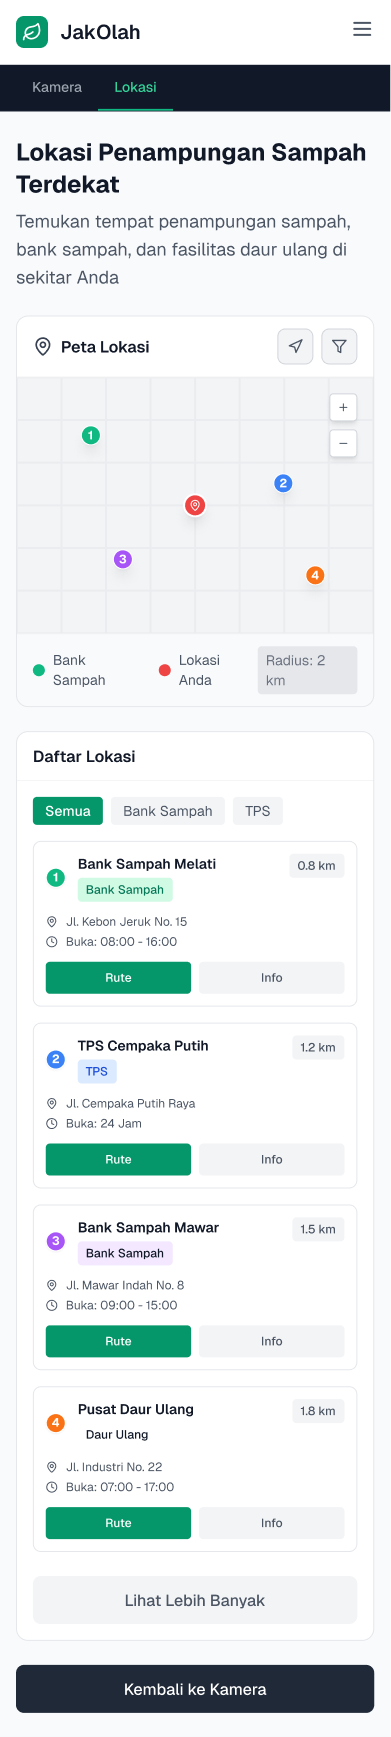 JakOlah
Kamera Lokasi
Lokasi Penampungan Sampah
Terdekat
Temukan tempat penampungan sampah,
bank sampah, dan fasilitas daur ulang di
sekitar Anda
Peta Lokasi
+
−
1
2
3
4
Bank
Sampah
Lokasi
Anda
Radius: 2
km
Daftar Lokasi
Semua Bank Sampah TPS
1 Bank Sampah Melati 0.8 km
Bank Sampah
Jl. Kebon Jeruk No. 15
Buka: 08:00 - 16:00
Rute Info
2 TPS Cempaka Putih 1.2 km
TPS
Jl. Cempaka Putih Raya
Buka: 24 Jam
Rute Info
3 Bank Sampah Mawar 1.5 km
Bank Sampah
Jl. Mawar Indah No. 8
Buka: 09:00 - 15:00
Rute Info
4 Pusat Daur Ulang 1.8 km
Daur Ulang
Jl. Industri No. 22
Buka: 07:00 - 17:00
Rute Info
Lihat Lebih Banyak
Kembali ke Kamera